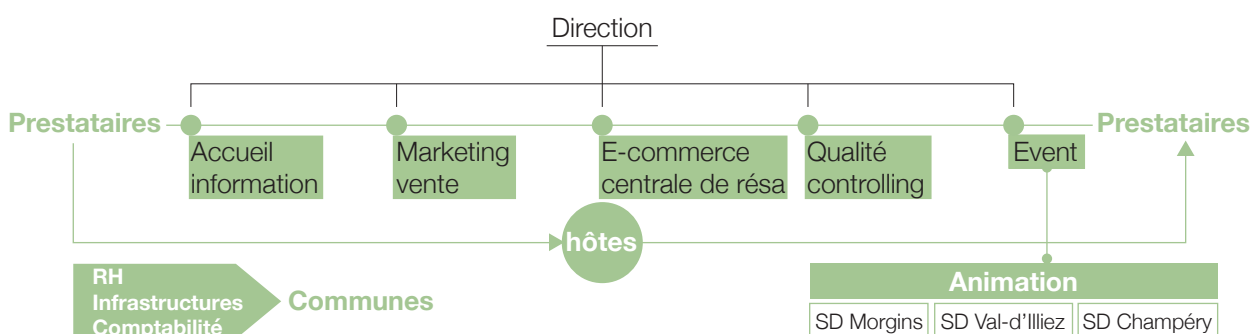 Direction
Prestataires
Prestataires
Accueil
information
Marketing
vente
E-commerce
centrale de résa
Qualité
controlling
Event
hôtes
RH
Infrastructures
Comptabilité
Communes
Animation
SD Morgins
SD Val-d'Illiez
SD Champéry